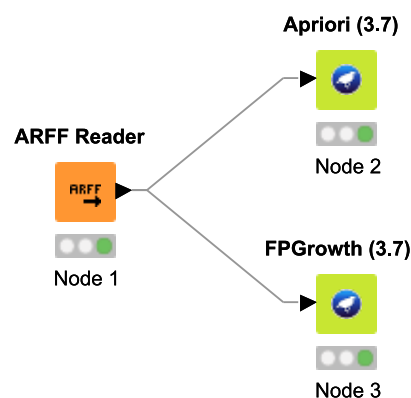 Apriori (3.7)
Node 2
ARFF Reader
ARFF
Node 1
FPGrowth (3.7)
Node 3